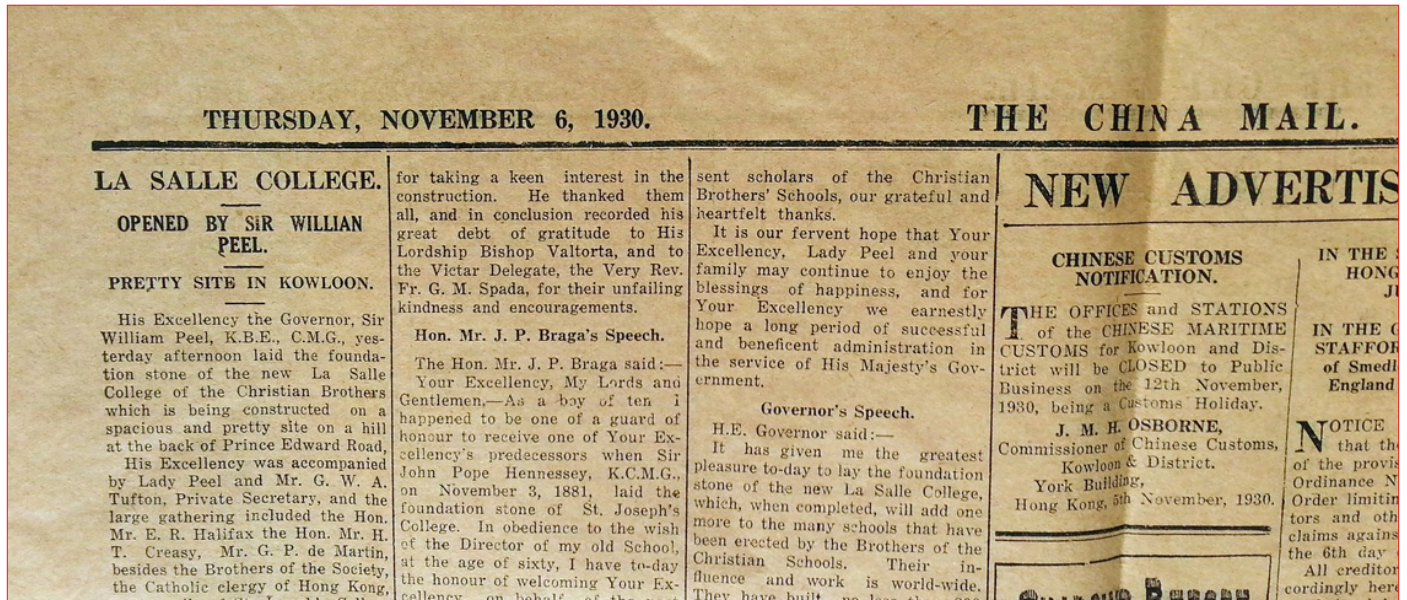 THURSDAY, NOVEMBER 6, 1930.
THE CHINA MAIL.
LA SALLE COLLEGE.
OPENED BY SIR WILLIAN
PEEL.
PRETTY SITE IN KOWLOON.
His Excellency the Governor, Sir
William Peel, K.B.E., C.M.G., yes-
terday afternoon laid the founda-
tion stone of the new La Salle
College of the Christian Brothers
which is being constructed on a
spacious and pretty site on a hill
at the back of Prince Edward Road,
His Excellency was accompanied
by Lady Peel and Mr. G. W. A.
Tufton, Private Secretary, and the
large gathering included the Hon.
Mr. E. R. Halifax the Hon. Mr. H.
T. Creasy, Mr. G. P. de Martin,
besides the Brothers of the Society,
the Catholic clergy of Hong Kong,
for taking a keen interest in the
construction. He thanked them
all, and in conclusion recorded his
great debt of gratitude to His
Lordship Bishop Valtorta, and to
the Victar Delegate, the Very Rev.
Fr. G. M. Spada, for their unfailing
kindness and encouragements.
Hon. Mr. J. P. Braga's Speech.
The Hon. Mr. J. P. Braga said:—
Your Excellency, My Lords and
Gentlemen,—As a boy of ten I
happened to be one of a guard of
honour to receive one of Your Ex-
cellency's predecessors when Sir
John Pope Hennessey, K.C.M.G.,
on November 3, 1881, laid the
foundation stone of St. Joseph's
College. In obedience to the wish
of the Director of my old School,
at the age of sixty, I have to-day
the honour of welcoming Your Ex-
cellency on behalf of the
sent scholars of the Christian
Brothers' Schools, our grateful and
heartfelt thanks.
It is our fervent hope that Your
Excellency, Lady Peel and your
family may continue to enjoy the
blessings of happiness, and for
Your Excellency we earnestly
hope a long period of successful
and beneficent administration in
the service of His Majesty's Gov-
ernment.
Governor's Speech.
H.E. Governor said:—
It has given me the greatest
pleasure to-day to lay the foundation
stone of the new La Salle College,
which, when completed, will add one
more to the many schools that have
been erected by the Brothers of the
Christian Schools. Their in-
fluence and work is world-wide.
They have built no less than
NEW ADVERTIS
CHINESE CUSTOMS
NOTIFICATION.
THE OFFICES and STATIONS
of the CHINESE MARITIME
CUSTOMS for Kowloon and Dis-
trict will be CLOSED to Public
Business on the 12th November,
1930, being a Customs Holiday.
J. M. H. OSBORNE,
Commissioner of Chinese Customs,
Kowloon & District.
York Building,
Hong Kong, 5th November, 1930.
IN THE
HONG
JU
IN THE
STAFFOR
of Smedl
England
NOTICE
that the
of the provis
Ordinance N
Order limitin
tors and oth
claims agains
the 6th day
All creditor
cordingly here